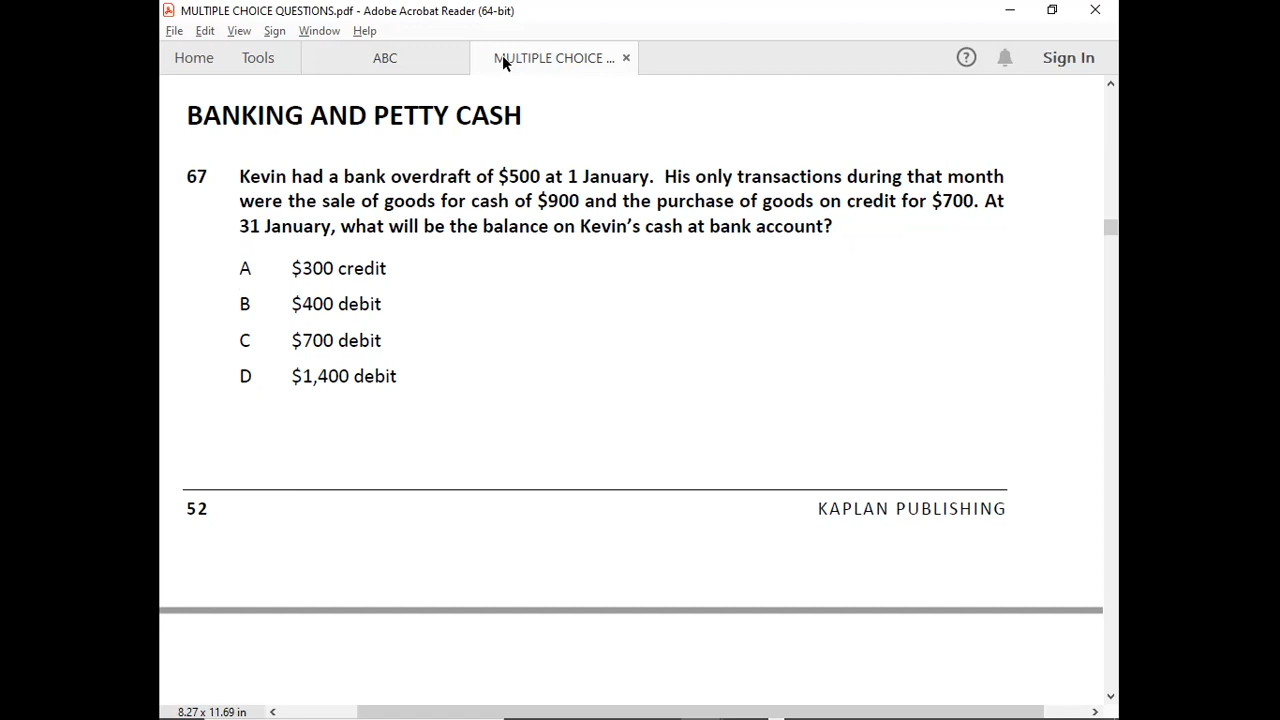 MULTIPLE CHOICE QUESTIONS.pdf - Adobe Acrobat Reader (64-bit)
File Edit View Sign Window Help
Home Tools ABC MULTIPLE CHOICE ... × ? Sign In
BANKING AND PETTY CASH
67 Kevin had a bank overdraft of $500 at 1 January. His only transactions during that month
were the sale of goods for cash of $900 and the purchase of goods on credit for $700. At
31 January, what will be the balance on Kevin’s cash at bank account?
A $300 credit
B $400 debit
C $700 debit
D $1,400 debit
52 KAPLAN PUBLISHING
8.27 x 11.69 in